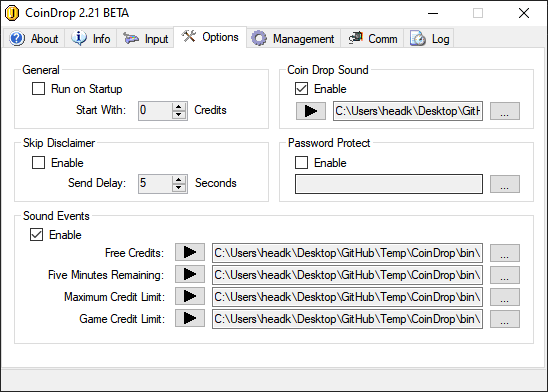 CoinDrop 2.21 BETA
About Info Input Options Management Comm Log
General
Run on Startup
Start With: 0 Credits
Coin Drop Sound
Enable
C:\Users\headk\Desktop\GitH
...
Skip Disclaimer
Enable
Send Delay: 5 Seconds
Password Protect
Enable
...
Sound Events
Enable
Free Credits: C:\Users\headk\Desktop\GitHub\Temp\CoinDrop\bin\ ...
Five Minutes Remaining: C:\Users\headk\Desktop\GitHub\Temp\CoinDrop\bin\ ...
Maximum Credit Limit: C:\Users\headk\Desktop\GitHub\Temp\CoinDrop\bin\ ...
Game Credit Limit: C:\Users\headk\Desktop\GitHub\Temp\CoinDrop\bin\ ...